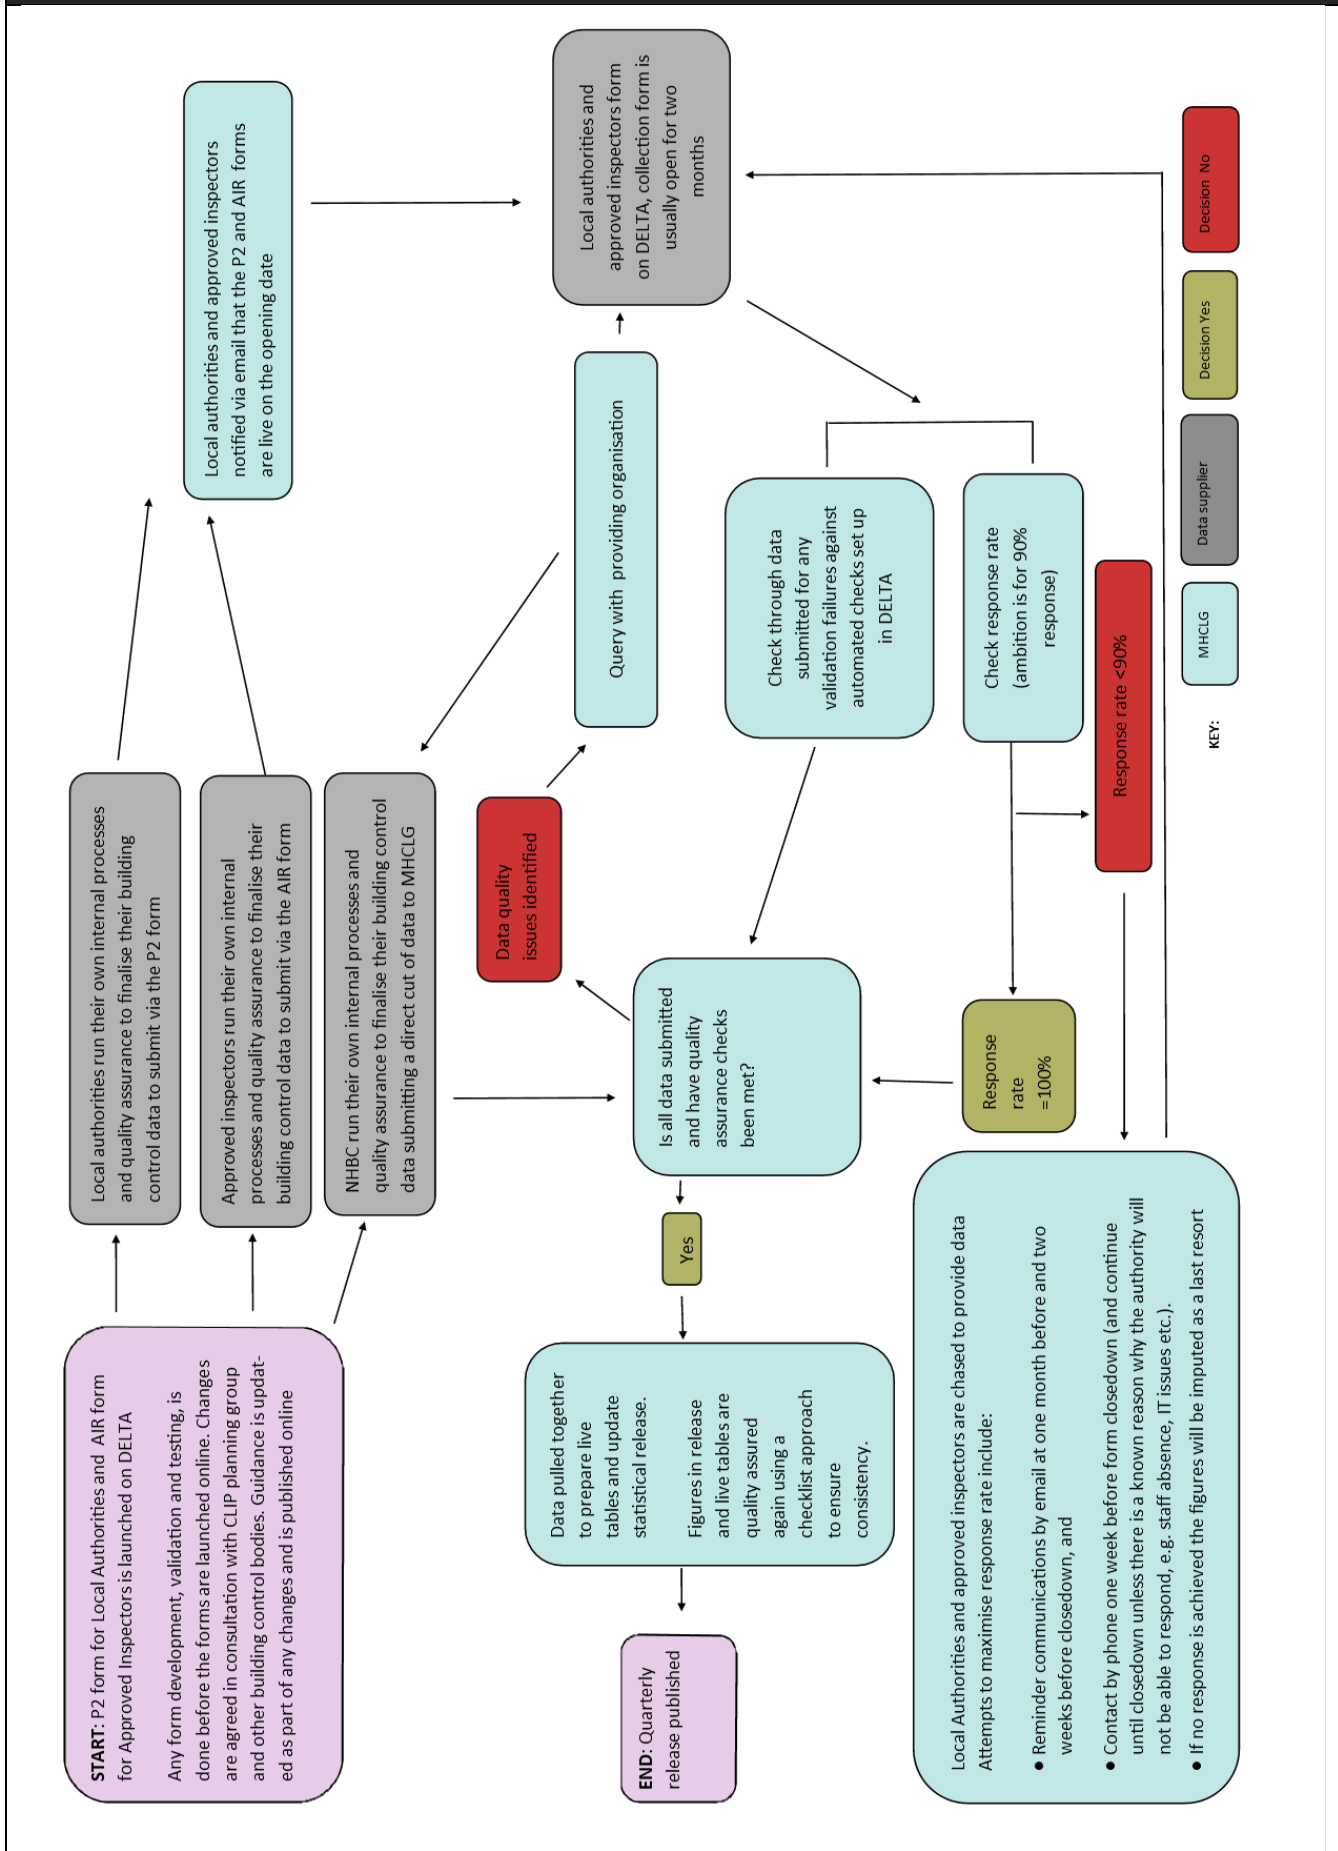 START: P2 form for Local Authorities and AIR form
for Approved Inspectors is launched on DELTA
Any form development, validation and testing, is
done before the forms are launched online. Changes
are agreed in consultation with CLIP planning group
and other building control bodies. Guidance is updat-
ed as part of any changes and is published online
Local authorities run their own internal processes
and quality assurance to finalise their building
control data to submit via the P2 form
Approved inspectors run their own internal
processes and quality assurance to finalise their
building control data to submit via the AIR form
NHBC run their own internal processes and
quality assurance to finalise their building control
data submitting a direct cut of data to MHCLG
Local authorities and approved inspectors
notified via email that the P2 and AIR forms
are live on the opening date
Local authorities and
approved inspectors form
on DELTA, collection form is
usually open for two
months
Query with providing organisation
Data quality
issues identified
Check through data
submitted for any
validation failures against
automated checks set up
in DELTA
Check response rate
(ambition is for 90%
response)
Response rate <90%
Response
rate
=100%
Is all data submitted
and have quality
assurance checks
been met?
Yes
Data pulled together
to prepare live
tables and update
statistical release.
Figures in release
and live tables are
quality assured
again using a
checklist approach
to ensure
consistency.
END: Quarterly
release published
Local Authorities and approved inspectors are chased to provide data
Attempts to maximise response rate include:
● Reminder communications by email at one month before and two
weeks before closedown, and
● Contact by phone one week before form closedown (and continue
until closedown unless there is a known reason why the authority will
not be able to respond, e.g. staff absence, IT issues etc.).
● If no response is achieved the figures will be imputed as a last resort
KEY:
MHCLG
Data supplier
Decision Yes
Decision No